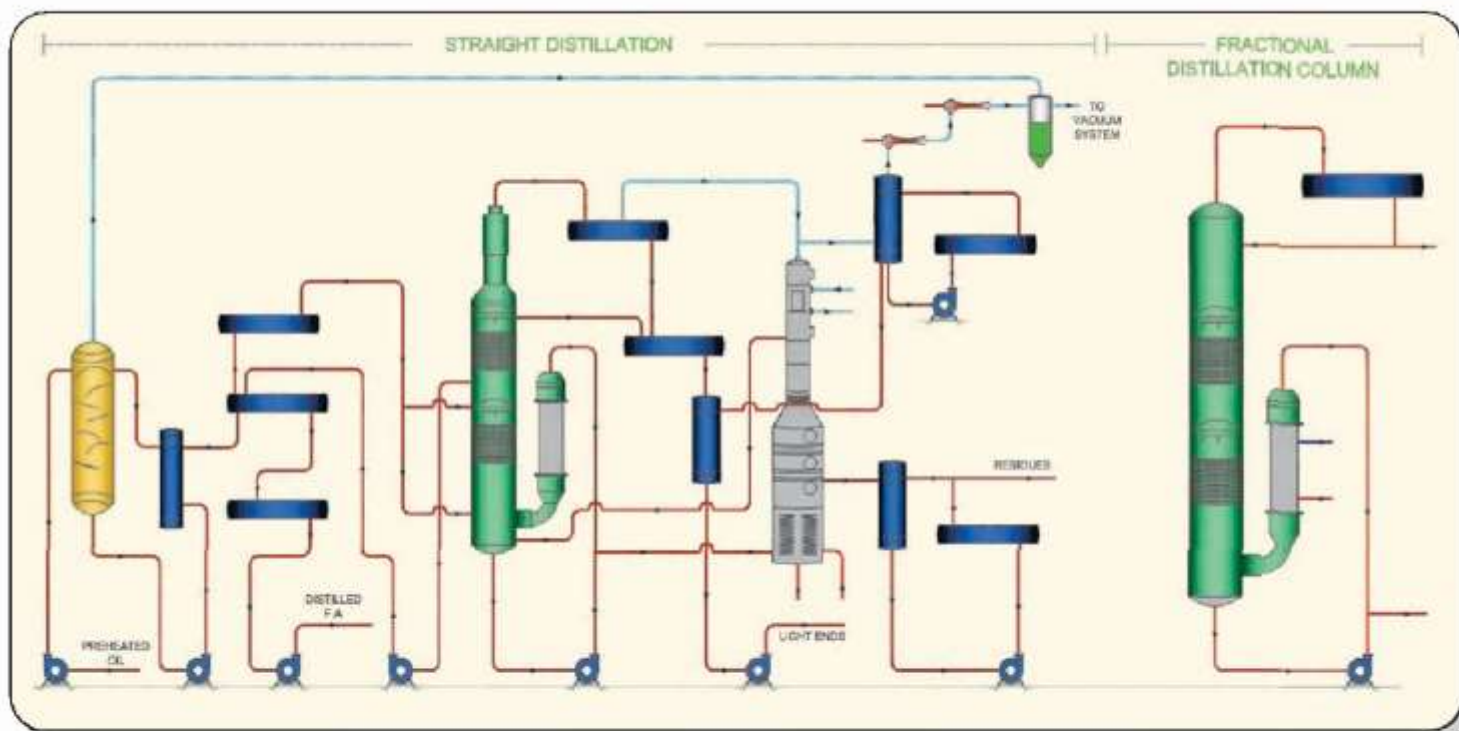 STRAIGHT DISTILLATION
FRACTIONAL
DISTILLATION COLUMN
TO
VACUUM
SYSTEM
RESIDUES
DISTILLED
F.A
PREHEATED
OIL
LIGHT ENDS